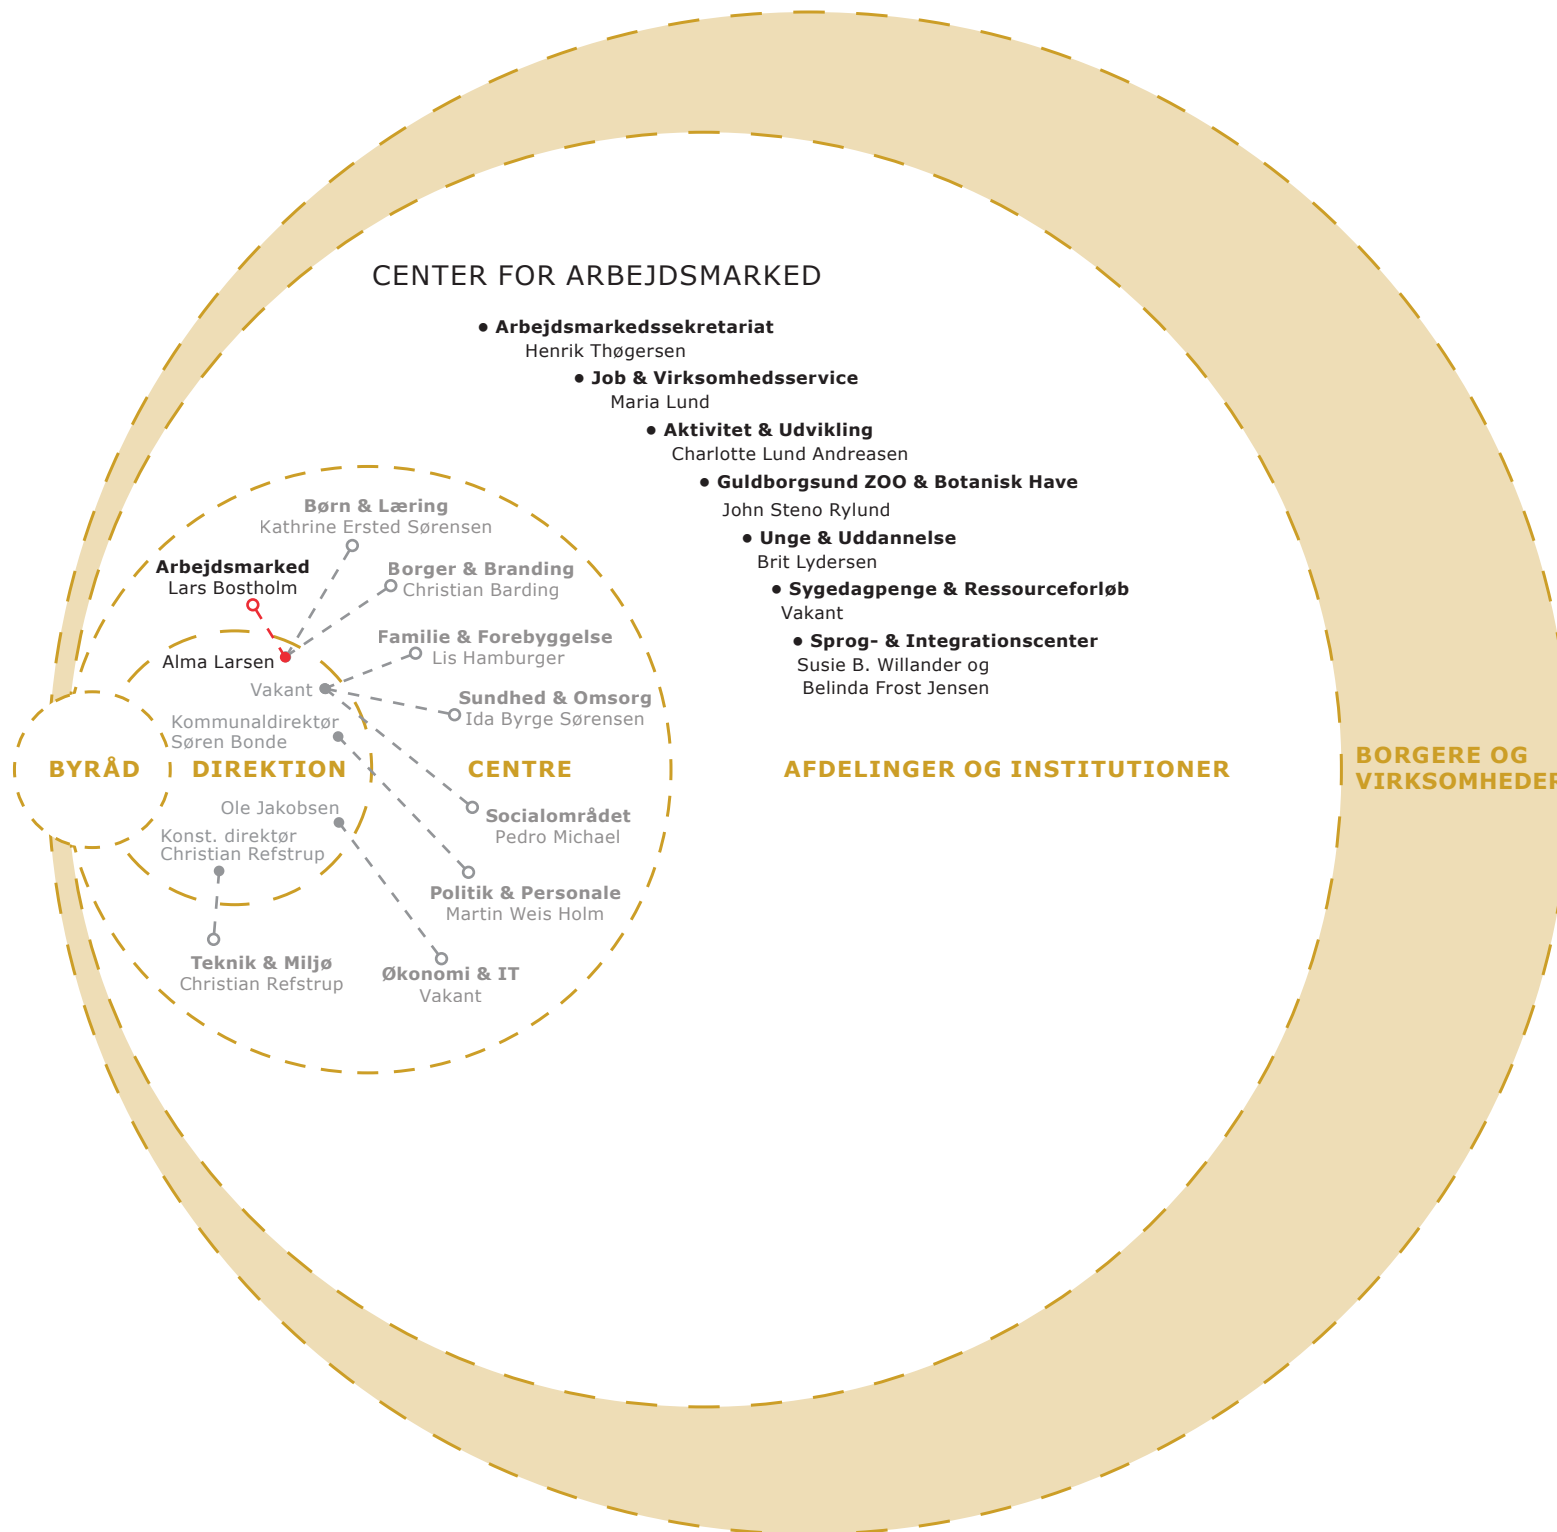 CENTER FOR ARBEJDSMARKED
• Arbejdsmarkedssekretariat
Henrik Thøgersen
• Job & Virksomhedsservice
Maria Lund
• Aktivitet & Udvikling
Charlotte Lund Andreasen
• Guldborgsund ZOO & Botanisk Have
John Steno Rylund
• Unge & Uddannelse
Brit Lydersen
• Sygedagpenge & Ressourceforløb
Vakant
• Sprog- & Integrationscenter
Susie B. Willander og
Belinda Frost Jensen
Børn & Læring
Kathrine Ersted Sørensen
Arbejdsmarked
Lars Bostholm
Borger & Branding
Christian Barding
Familie & Forebyggelse
Lis Hamburger
Alma Larsen
Vakant
Sundhed & Omsorg
Ida Byrge Sørensen
Kommunaldirektør
Søren Bonde
BYRÅD
DIREKTION
CENTRE
AFDELINGER OG INSTITUTIONER
BORGERE OG
VIRKSOMHEDER
Ole Jakobsen
Konst. direktør
Christian Refstrup
Socialområdet
Pedro Michael
Politik & Personale
Martin Weis Holm
Teknik & Miljø
Christian Refstrup
Økonomi & IT
Vakant